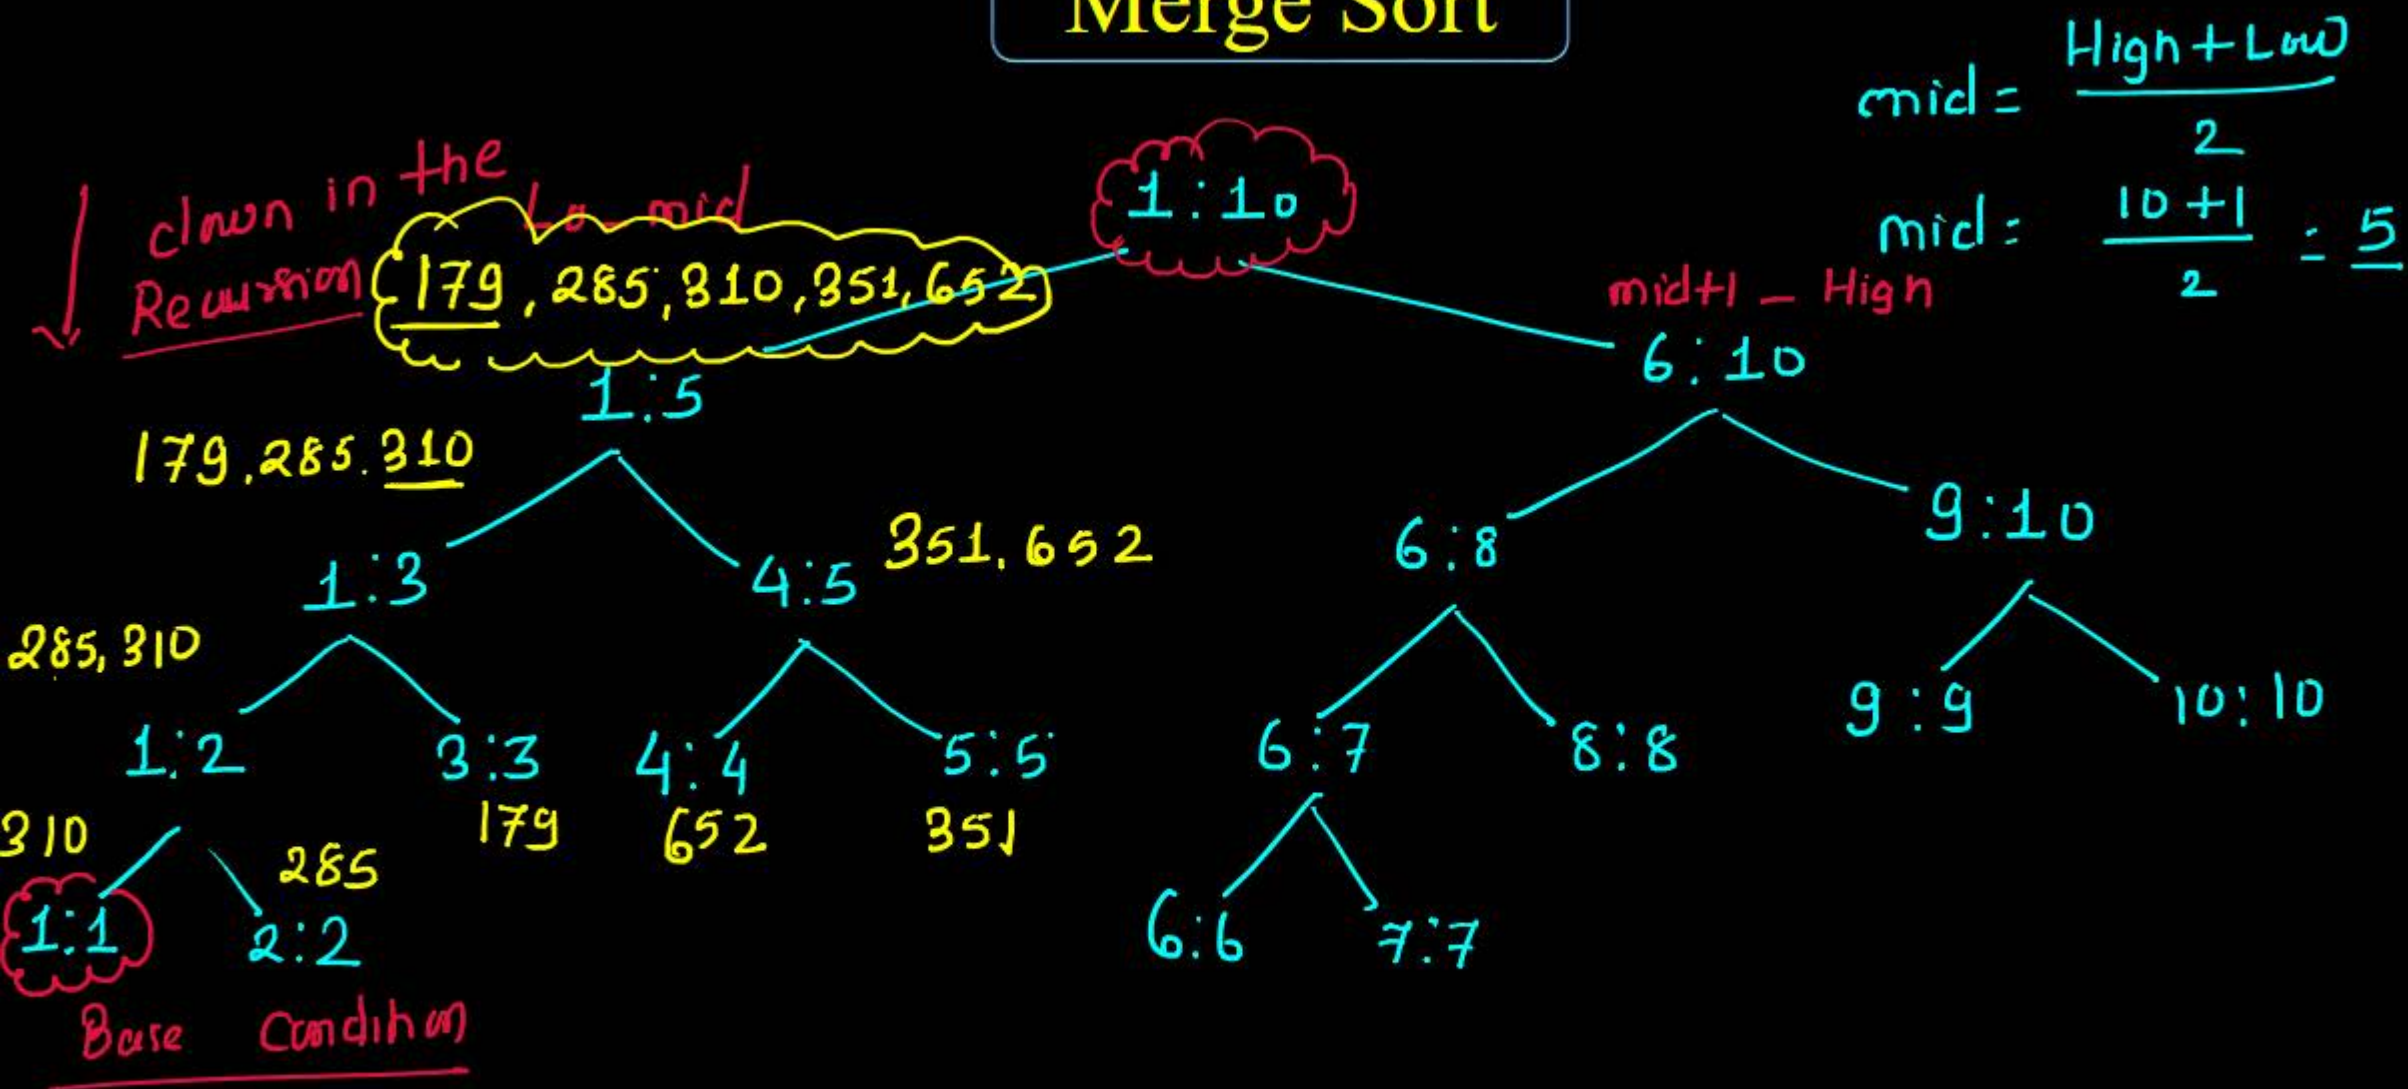 Merge Sort
mid = High + Low / 2
mid = 10 + 1 / 2 = 5
down in the
Recursion
Lo mid
1:10
179, 285, 310, 351, 652
mid+1 - High
1:5
6:10
179, 285. 310
1:3
4:5
351, 652
6:8
9:10
285, 310
1:2
3:3
4:4
5:5
6:7
8:8
9:9
10:10
310
285
179
652
351
1:1
2:2
6:6
7:7
Base Condition